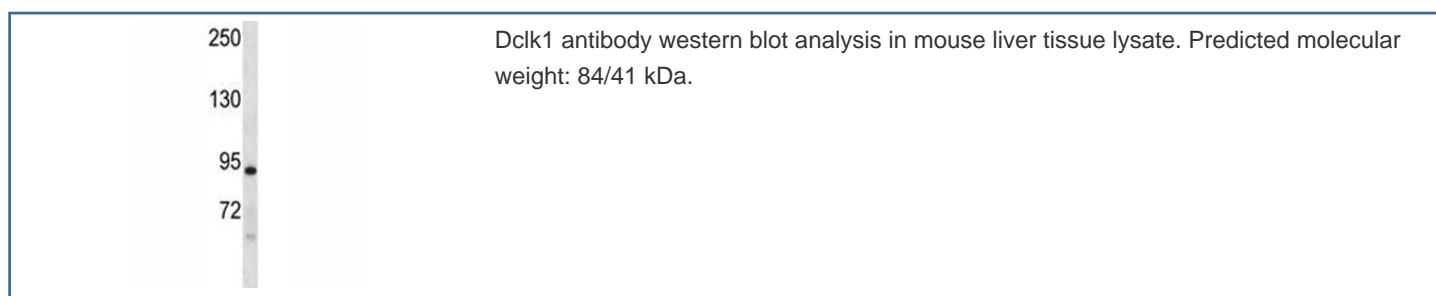 250
130
95
72
Dclk1 antibody western blot analysis in mouse liver tissue lysate. Predicted molecular
weight: 84/41 kDa.